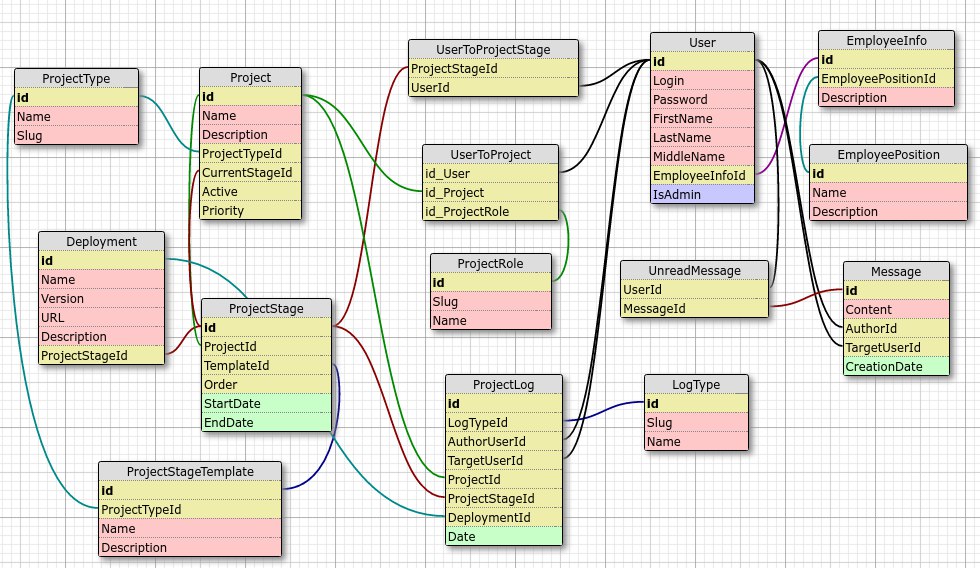 ProjectType
id
Name
Slug
Project
id
Name
Description
ProjectTypeId
CurrentStageId
Active
Priority
UserToProjectStage
ProjectStageId
UserId
User
id
Login
Password
FirstName
LastName
MiddleName
EmployeeInfoId
IsAdmin
EmployeeInfo
id
EmployeePositionId
Description
UserToProject
id_User
id_Project
id_ProjectRole
EmployeePosition
id
Name
Description
Deployment
id
Name
Version
URL
Description
ProjectStageId
ProjectStage
id
ProjectId
TemplateId
Order
StartDate
EndDate
ProjectRole
id
Slug
Name
UnreadMessage
UserId
MessageId
Message
id
Content
AuthorId
TargetUserId
CreationDate
ProjectLog
id
LogTypeId
AuthorUserId
TargetUserId
ProjectId
ProjectStageId
DeploymentId
Date
LogType
id
Slug
Name
ProjectStageTemplate
id
ProjectTypeId
Name
Description